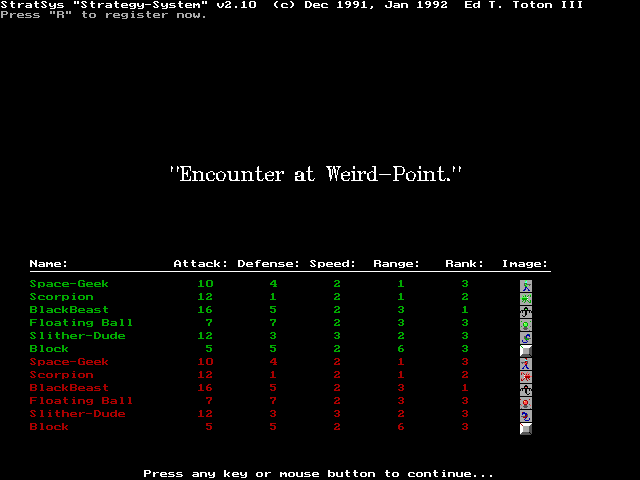 StratSys "Strategy-System" v2.10 (c) Dec 1991, Jan 1992 Ed T. Toton III
Press "R" to register now.
"Encounter at Weird-Point."
Name: Attack: Defense: Speed: Range: Rank: Image:
Space-Geek 10 4 2 1 3
Scorpion 12 1 2 1 2
BlackBeast 16 5 2 3 1
Floating Ball 7 7 2 3 3
Slither-Dude 12 3 3 2 3
Block 5 5 2 6 3
Space-Geek 10 4 2 1 3
Scorpion 12 1 2 1 2
BlackBeast 16 5 2 3 1
Floating Ball 7 7 2 3 3
Slither-Dude 12 3 3 2 3
Block 5 5 2 6 3
Press any key or mouse button to continue...